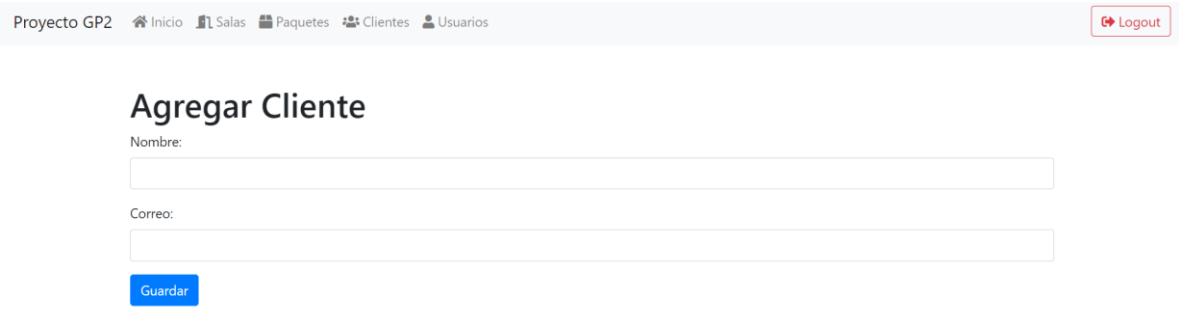 Proyecto GP2 Inicio Salas Paquetes Clientes Usuarios Logout
Agregar Cliente
Nombre:
Correo:
Guardar